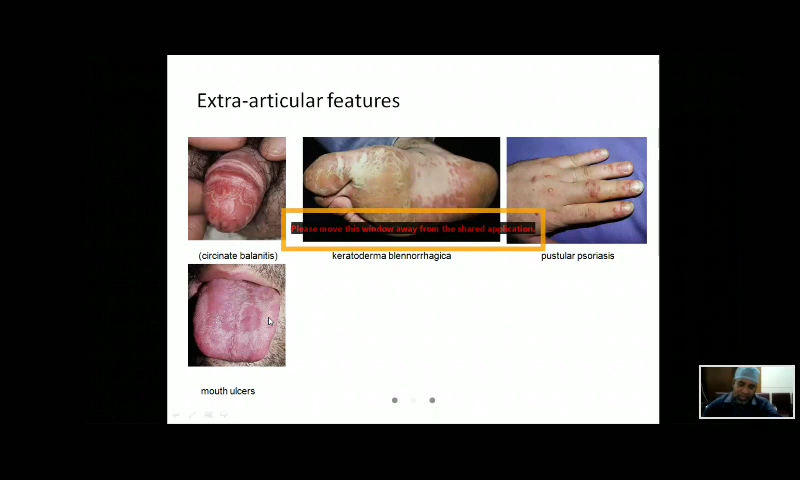 Extra-articular features
Please move this window away from the shared application.
(circinate balanitis)
keratoderma blennorrhagica
pustular psoriasis
mouth ulcers